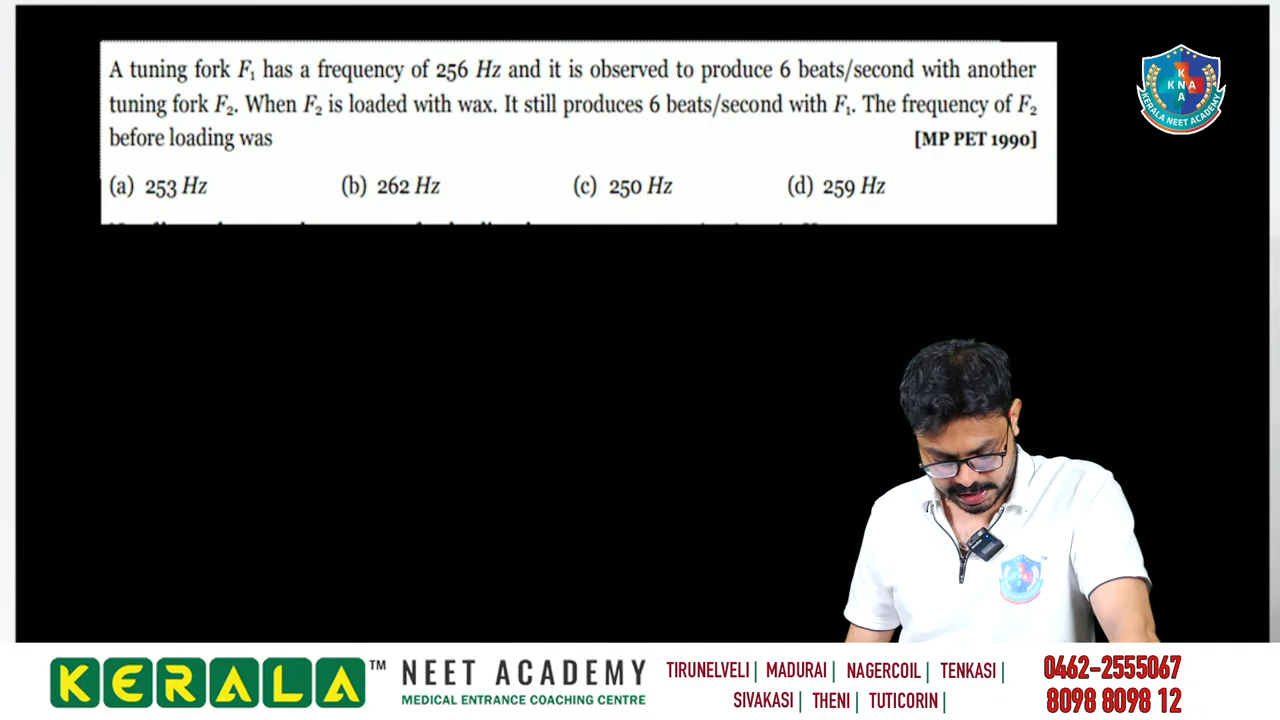 A tuning fork F₁ has a frequency of 256 Hz and it is observed to produce 6 beats/second with another
tuning fork F₂. When F₂ is loaded with wax. It still produces 6 beats/second with F₁. The frequency of F₂
before loading was [MP PET 1990]
(a) 253 Hz (b) 262 Hz (c) 250 Hz (d) 259 Hz
K
KNA
A
KERALA NEET ACADEMY
KERALA™ NEET ACADEMY
MEDICAL ENTRANCE COACHING CENTRE
TIRUNELVELI | MADURAI | NAGERCOIL | TENKASI |
SIVAKASI | THENI | TUTICORIN |
0462-2555067
8098 8098 12